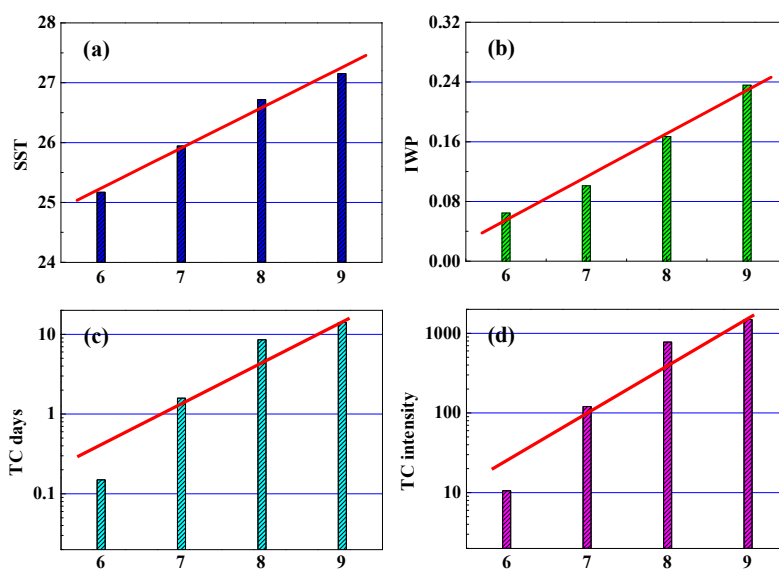 (a)
SST
28
27
26
25
24
6 7 8 9
(b)
IWP
0.32
0.24
0.16
0.08
0.00
6 7 8 9
(c)
TC days
10
1
0.1
6 7 8 9
(d)
TC intensity
1000
100
10
6 7 8 9